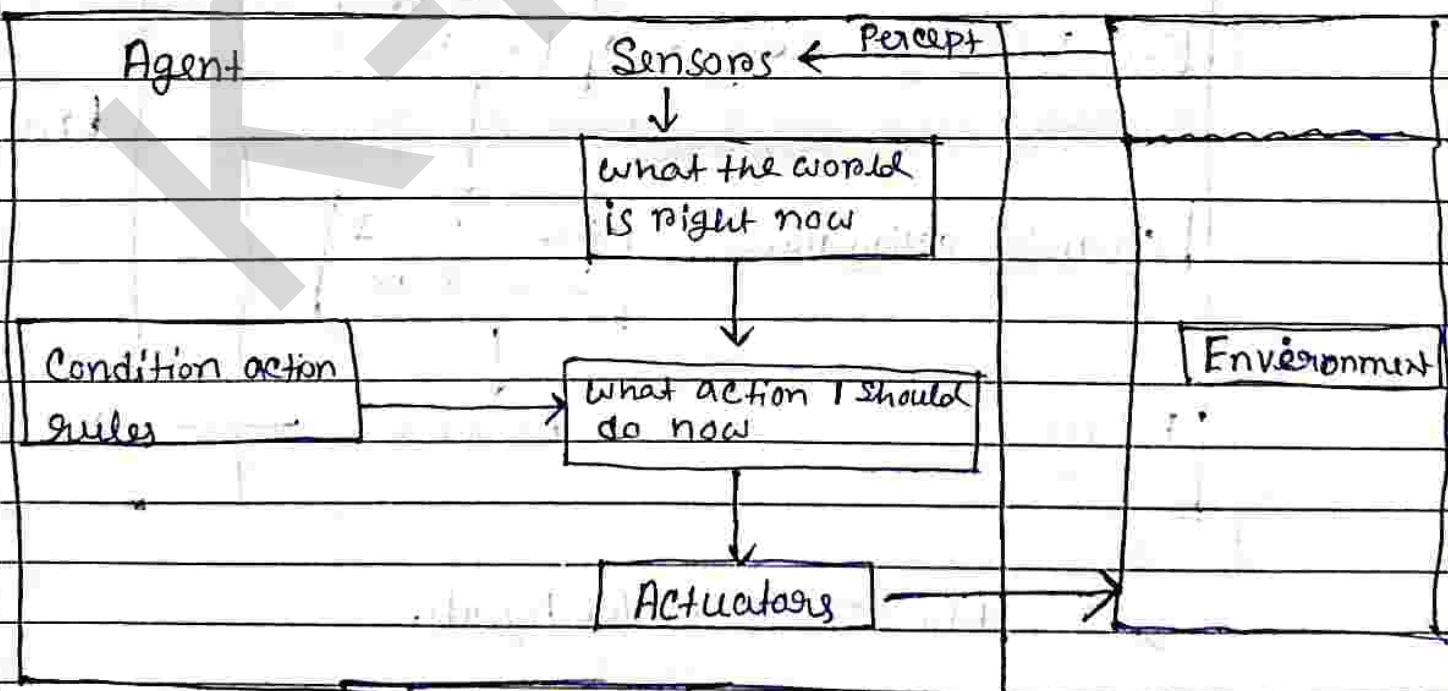 Agent Sensors Percept
what the world
is right now
Condition action
rules
what action I should
do now
Environment
Actuators